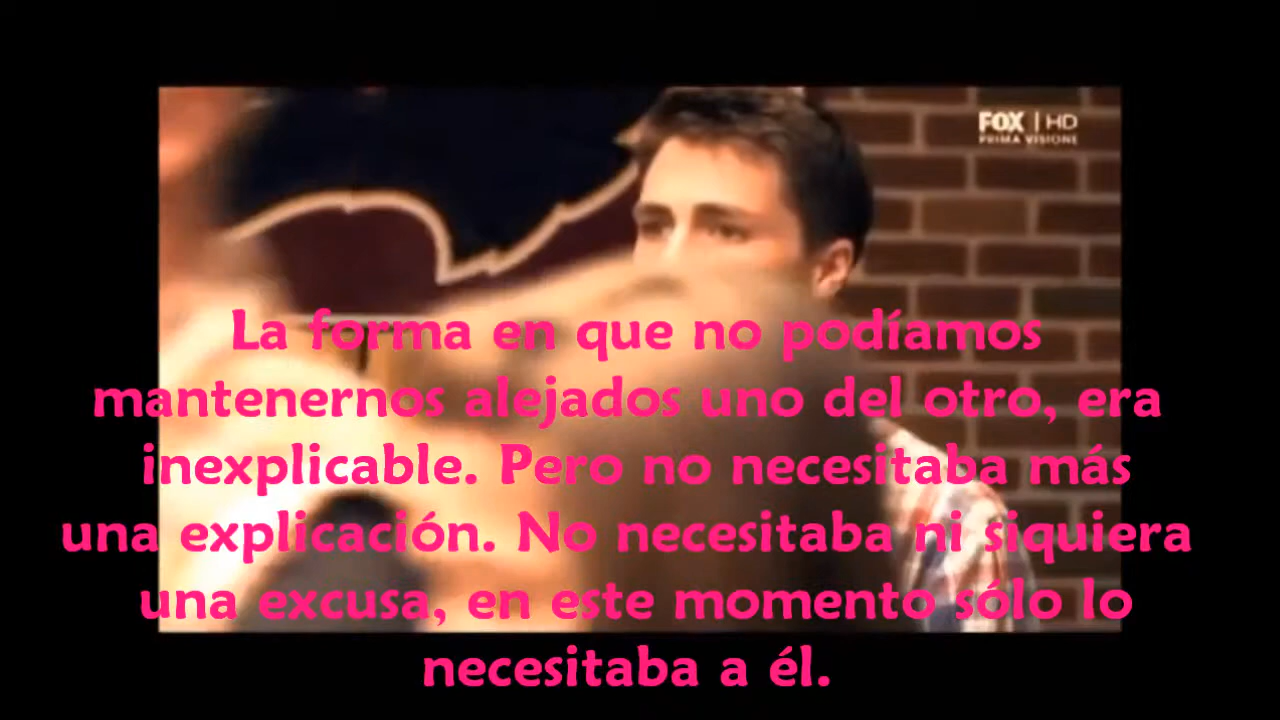 FOX | HD
PRIMA VISIONE
La forma en que no podíamos
mantenernos alejados uno del otro, era
inexplicable. Pero no necesitaba más
una explicación. No necesitaba ni siquiera
una excusa, en este momento sólo lo
necesitaba a él.